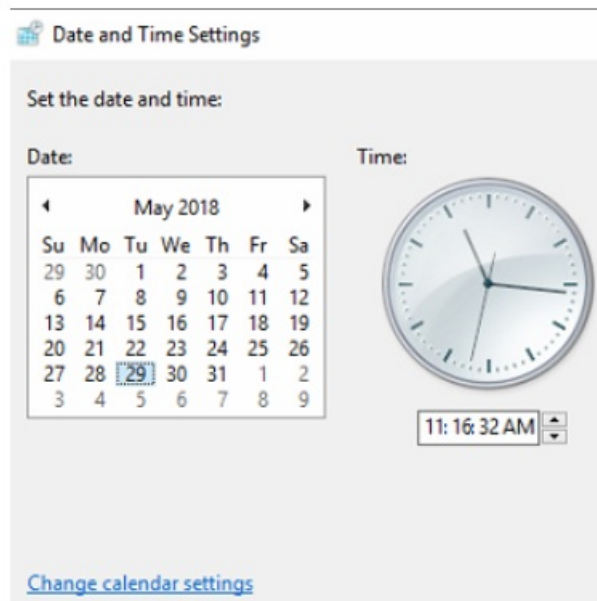 Date and Time Settings
Set the date and time:
Date:
Time:
May 2018
Su Mo Tu We Th Fr Sa
29 30 1 2 3 4 5
6 7 8 9 10 11 12
13 14 15 16 17 18 19
20 21 22 23 24 25 26
27 28 29 30 31 1 2
3 4 5 6 7 8 9
11: 16: 32 AM
Change calendar settings